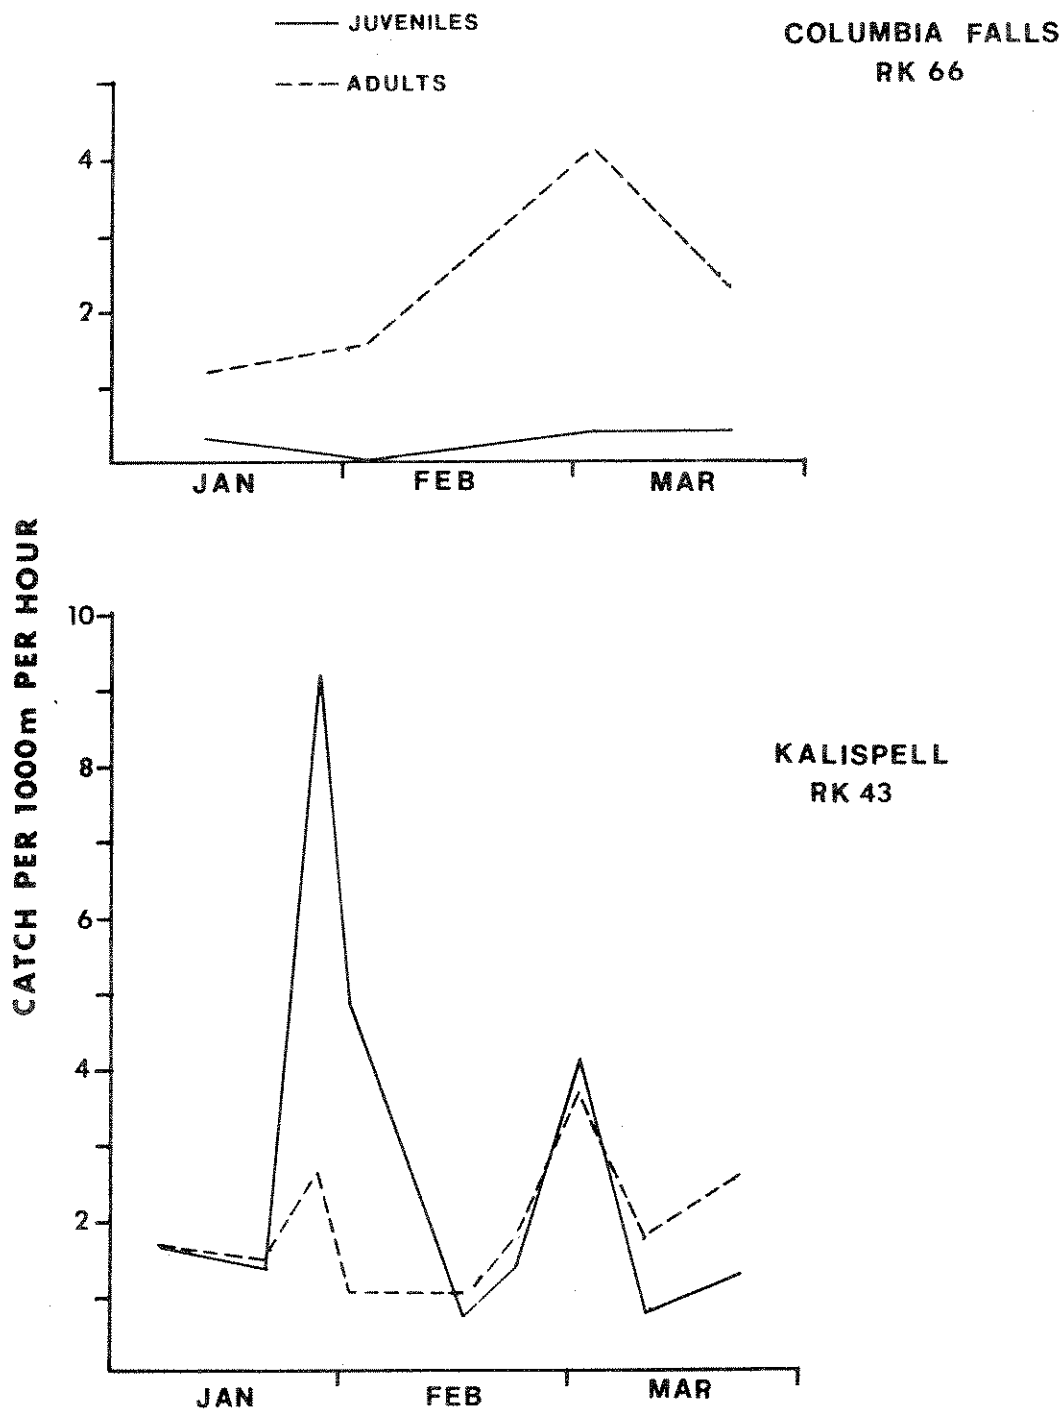 JUVENILES
ADULTS
COLUMBIA FALLS
RK 66
4
2
JAN FEB MAR
CATCH PER 1000m PER HOUR
10
8
6
4
2
KALISPELL
RK 43
JAN FEB MAR